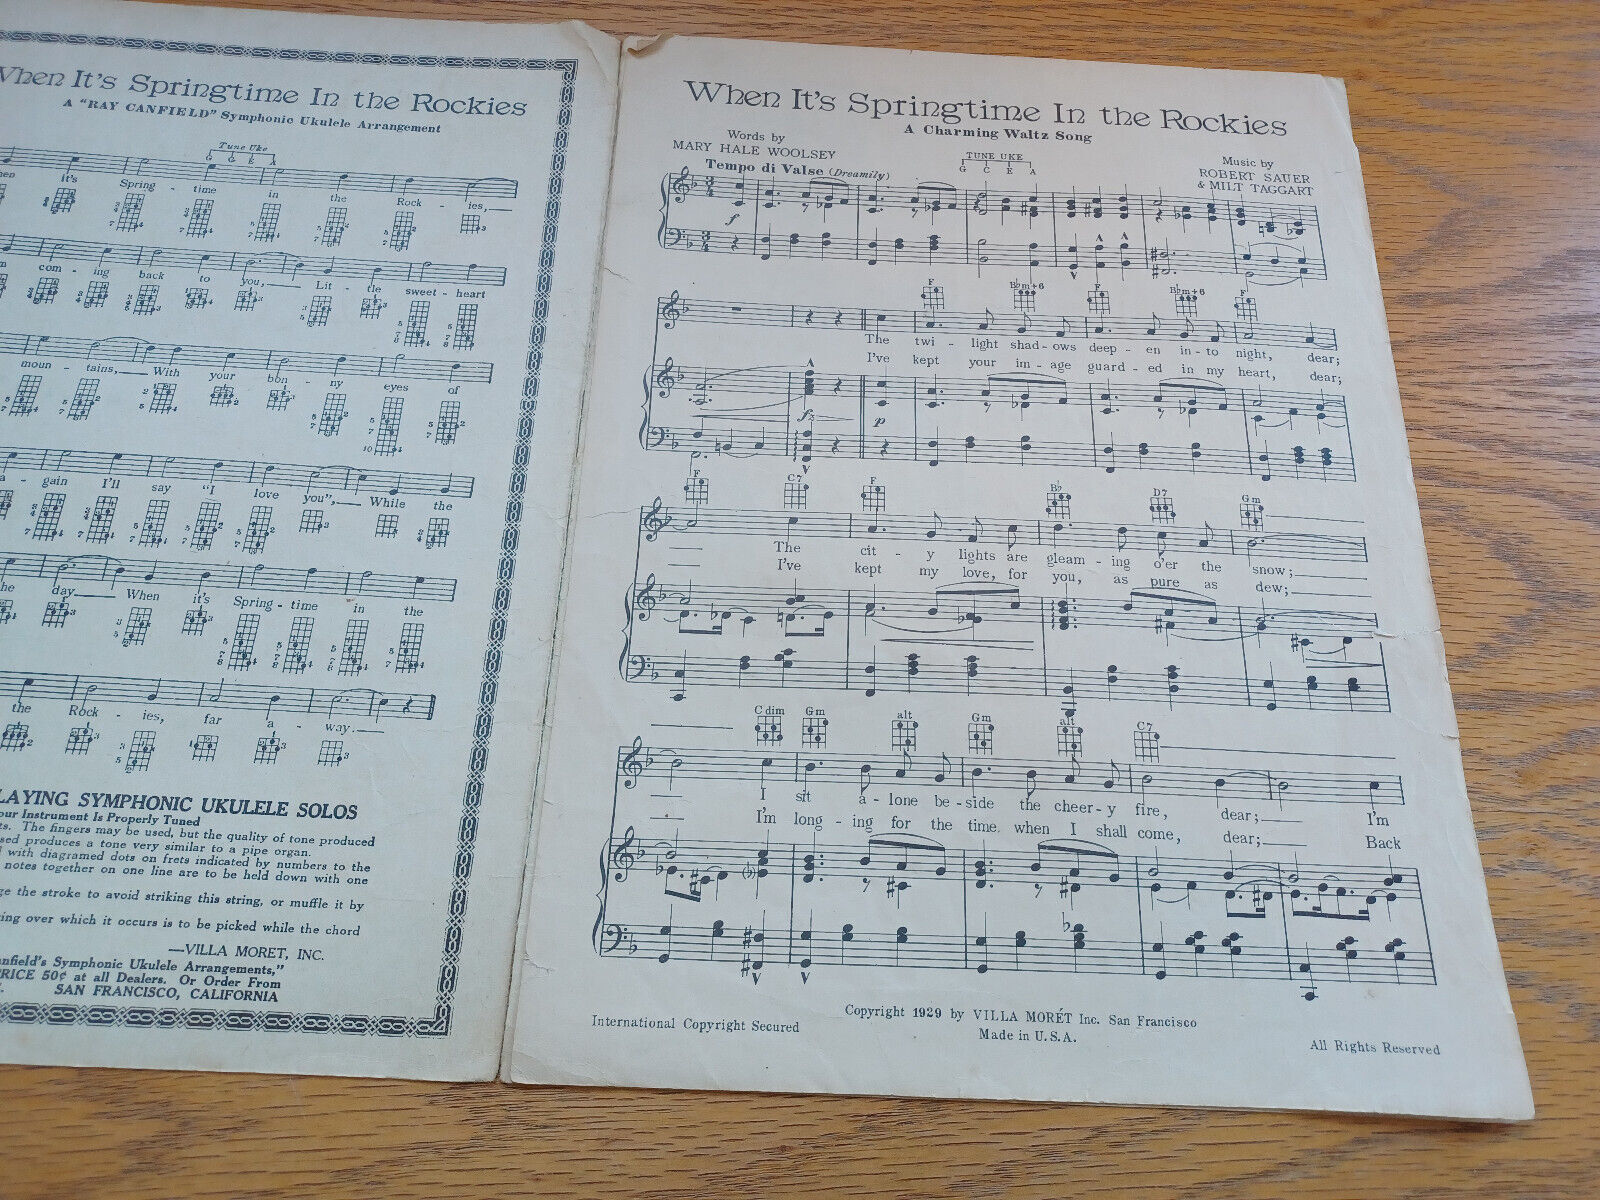 When It's Springtime In the Rockies
A "RAY CANFIELD" Symphonic Ukulele Arrangement
Tune Uke
G C E A
it's Spring - time in the Rock - ies,
com - ing back to you, Lit - tle sweet - heart
moun - tains, With your bon - ny eyes of
a - gain I'll say "I love you", While the
day When it's Spring - time in the
the Rock - ies, far a - way.
PLAYING SYMPHONIC UKULELE SOLOS
our Instrument Is Properly Tuned
The fingers may be used, but the quality of tone produced
produces a tone very similar to a pipe organ.
with diagramed dots on frets indicated by numbers to the
notes together on one line are to be held down with one
the stroke to avoid striking this string, or muffle it by
over which it occurs is to be picked while the chord
—VILLA MORET, INC.
Canfield's Symphonic Ukulele Arrangements,"
PRICE 50¢ at all Dealers. Or Order From
SAN FRANCISCO, CALIFORNIA
When It's Springtime In the Rockies
A Charming Waltz Song
Words by
MARY HALE WOOLSEY
TUNE UKE
G C E A
Music by
ROBERT SAUER
& MILT TAGGART
Tempo di Valse (Dreamily)
f
F Bbm+6 F Bbm+6 F
The twi - light shad - ows deep - en in - to night, dear;
I've kept your im - age guard - ed in my heart, dear;
fz p
F C7 F Bb D7 Gm
The cit - y lights are gleam - ing o'er the snow;
I've kept my love, for you, as pure as dew;
C dim Gm alt Gm alt C7
I sit a - lone be - side the cheer - y fire, dear; I'm
I'm long - ing for the time when I shall come, dear; Back
International Copyright Secured
Copyright 1929 by VILLA MORÉT Inc. San Francisco
Made in U.S.A.
All Rights Reserved